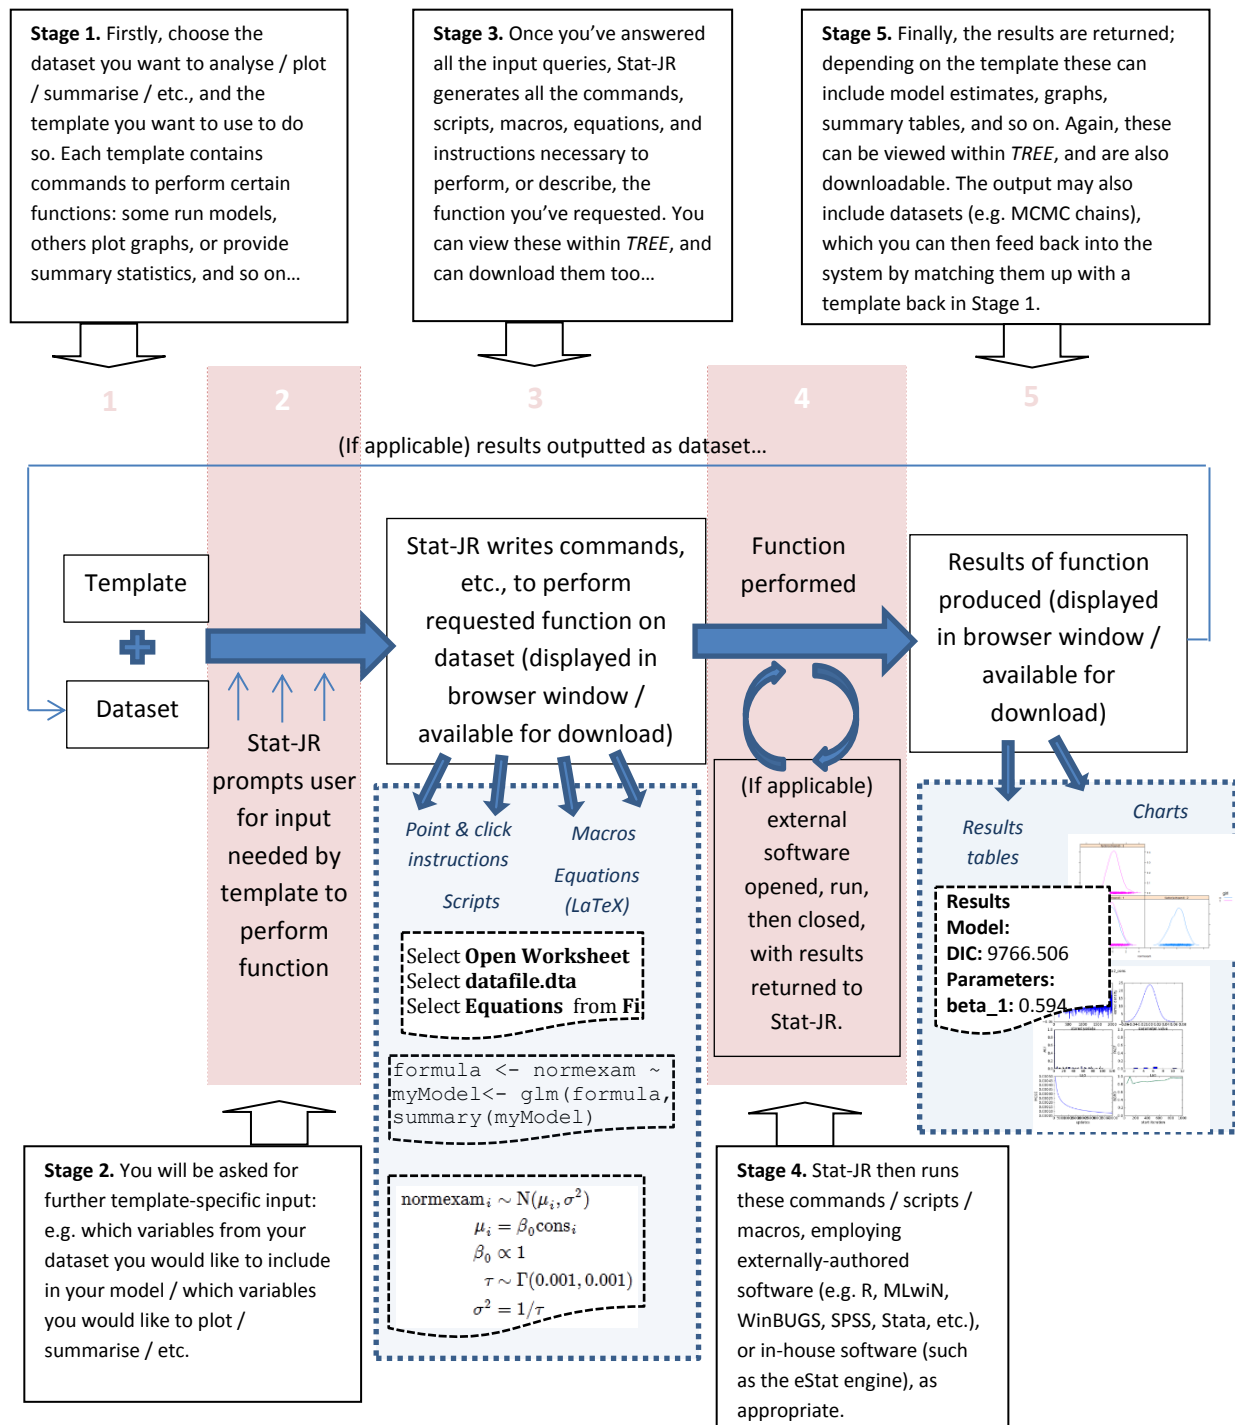 Stage 1. Firstly, choose the
dataset you want to analyse / plot
/ summarise / etc., and the
template you want to use to do
so. Each template contains
commands to perform certain
functions: some run models,
others plot graphs, or provide
summary statistics, and so on…
Stage 3. Once you’ve answered
all the input queries, Stat-JR
generates all the commands,
scripts, macros, equations, and
instructions necessary to
perform, or describe, the
function you’ve requested. You
can view these within TREE, and
can download them too…
Stage 5. Finally, the results are returned;
depending on the template these can
include model estimates, graphs,
summary tables, and so on. Again, these
can be viewed within TREE, and are also
downloadable. The output may also
include datasets (e.g. MCMC chains),
which you can then feed back into the
system by matching them up with a
template back in Stage 1.
1
2
3
4
5
(If applicable) results outputted as dataset…
Template
Dataset
Stat-JR
prompts user
for input
needed by
template to
perform
function
Stat-JR writes commands,
etc., to perform
requested function on
dataset (displayed in
browser window /
available for download)
Function
performed
(If applicable)
external
software
opened, run,
then closed,
with results
returned to
Stat-JR.
Results of function
produced (displayed
in browser window /
available for
download)
Point & click
instructions
Scripts
Macros
Equations
(LaTeX)
Select Open Worksheet
Select datafile.dta
Select Equations from Fi
formula <- normexam ~
myModel<- glm(formula,
summary(myModel)
normexamᵢ ∼ N(μᵢ, σ²)
μᵢ = β₀consᵢ
β₀ ∝ 1
τ ∼ Γ(0.001, 0.001)
σ² = 1/τ
Results
tables
Charts
Results
Model:
DIC: 9766.506
Parameters:
beta_1: 0.594
Stage 2. You will be asked for
further template-specific input:
e.g. which variables from your
dataset you would like to include
in your model / which variables
you would like to plot /
summarise / etc.
Stage 4. Stat-JR then runs
these commands / scripts /
macros, employing
externally-authored
software (e.g. R, MLwiN,
WinBUGS, SPSS, Stata, etc.),
or in-house software (such
as the eStat engine), as
appropriate.